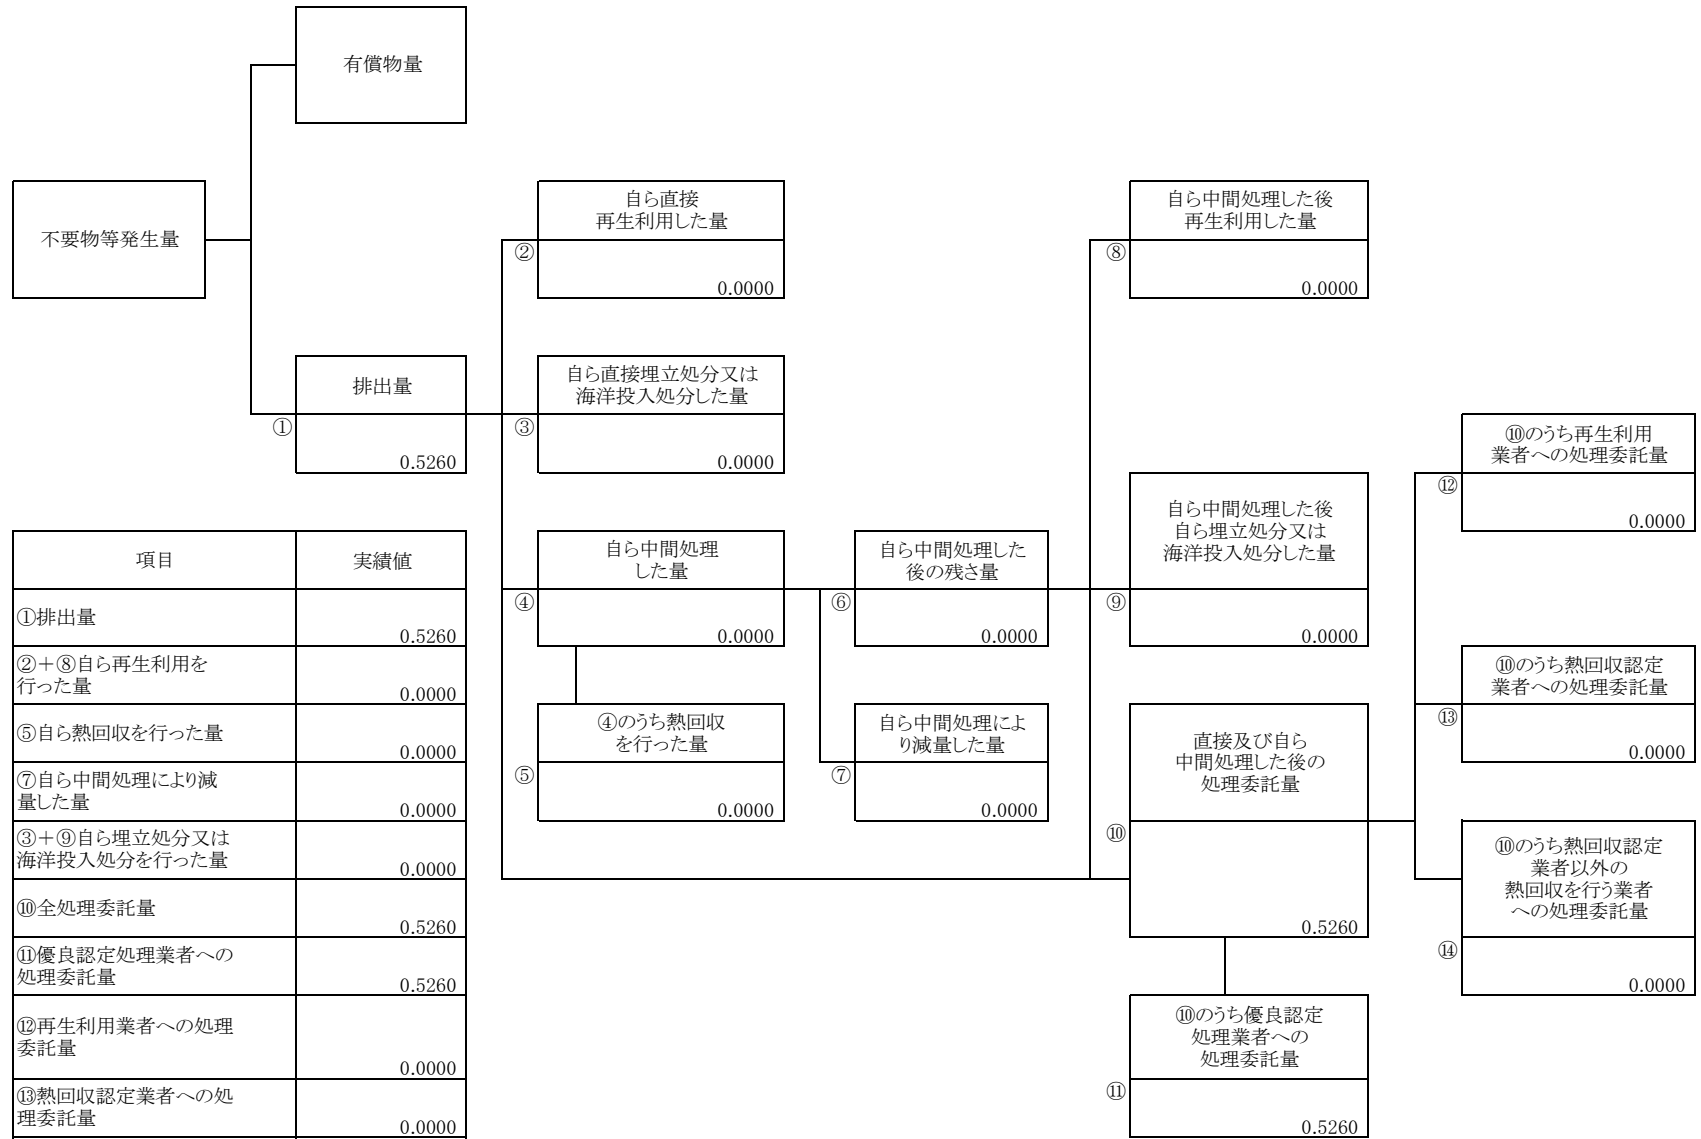 有償物量
不要物等発生量
自ら直接
再生利用した量
②
0.0000
自ら中間処理した後
再生利用した量
⑧
0.0000
排出量
①
0.5260
自ら直接埋立処分又は
海洋投入処分した量
③
0.0000
⑩のうち再生利用
業者への処理委託量
⑫
0.0000
自ら中間処理
した量
④
0.0000
自ら中間処理した
後の残さ量
⑥
0.0000
自ら中間処理した後
自ら埋立処分又は
海洋投入処分した量
⑨
0.0000
⑩のうち熱回収認定
業者への処理委託量
⑬
0.0000
④のうち熱回収
を行った量
⑤
0.0000
自ら中間処理によ
り減量した量
⑦
0.0000
直接及び自ら
中間処理した後の
処理委託量
⑩
0.5260
⑩のうち熱回収認定
業者以外の
熱回収を行う業者
への処理委託量
⑭
0.0000
⑩のうち優良認定
処理業者への
処理委託量
⑪
0.5260
項目 実績値
①排出量
0.5260
②＋⑧自ら再生利用を
行った量
0.0000
⑤自ら熱回収を行った量
0.0000
⑦自ら中間処理により減
量した量
0.0000
③＋⑨自ら埋立処分又は
海洋投入処分を行った量
0.0000
⑩全処理委託量
0.5260
⑪優良認定処理業者への
処理委託量
0.5260
⑫再生利用業者への処理
委託量
0.0000
⑬熱回収認定業者への処
理委託量
0.0000